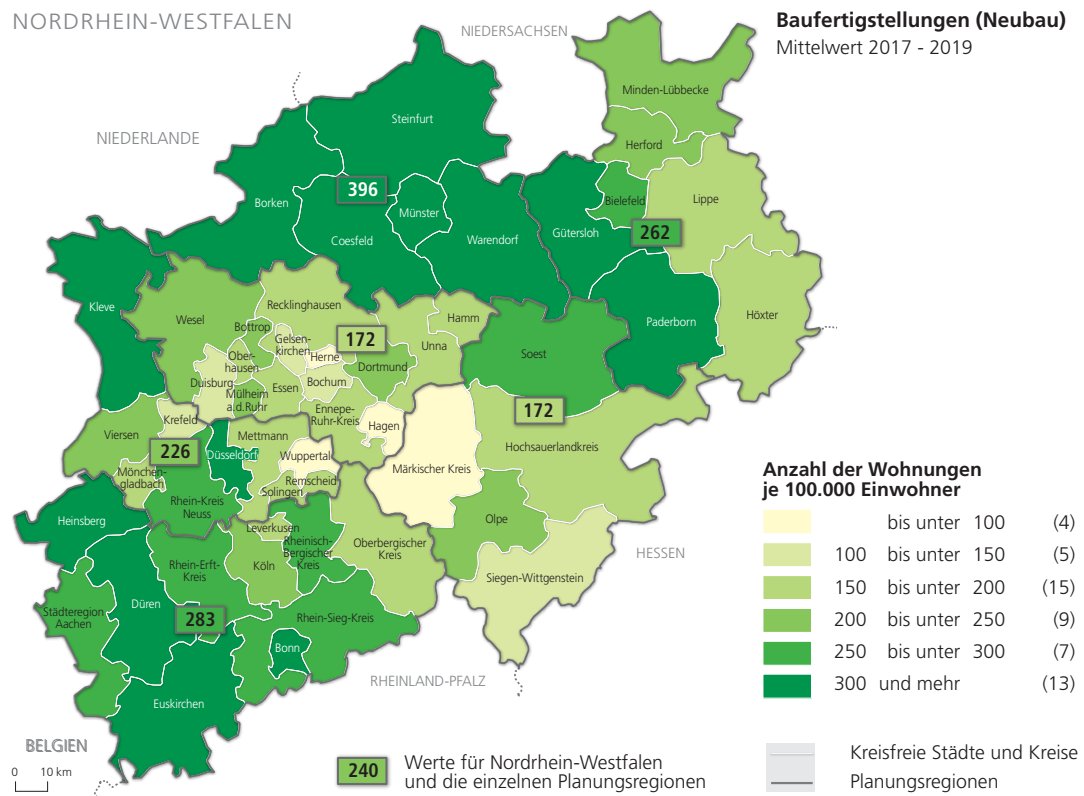 NORDRHEIN-WESTFALEN
Baufertigstellungen (Neubau)
Mittelwert 2017 - 2019
NIEDERSACHSEN
NIEDERLANDE
Minden-Lübbecke
Steinfurt
Herford
396
Borken
Münster
Bielefeld
Lippe
Coesfeld
Warendorf
Gütersloh
262
Kleve
Recklinghausen
Wesel
Hamm
Höxter
Paderborn
Bottrop
Gelsen-
kirchen
172
Unna
Soest
Ober-
hausen
Herne
Dortmund
Duisburg
Essen
Bochum
Mülheim
a.d.Ruhr
Krefeld
Ennepe-
Ruhr-Kreis
Hagen
172
Viersen
Mettmann
Hochsauerlandkreis
226
Düsseldorf
Wuppertal
Märkischer Kreis
Mönchen-
gladbach
Remscheid
Solingen
Rhein-Kreis
Neuss
Heinsberg
Leverkusen
Olpe
Rheinisch-
Bergischer
Kreis
Oberbergischer
Kreis
Rhein-Erft-
Kreis
Köln
HESSEN
Siegen-Wittgenstein
Düren
Städteregion
Aachen
283
Rhein-Sieg-Kreis
Bonn
RHEINLAND-PFALZ
Euskirchen
BELGIEN
0 10 km
Anzahl der Wohnungen
je 100.000 Einwohner
bis unter 100 (4)
100 bis unter 150 (5)
150 bis unter 200 (15)
200 bis unter 250 (9)
250 bis unter 300 (7)
300 und mehr (13)
240 Werte für Nordrhein-Westfalen
und die einzelnen Planungsregionen
Kreisfreie Städte und Kreise
Planungsregionen